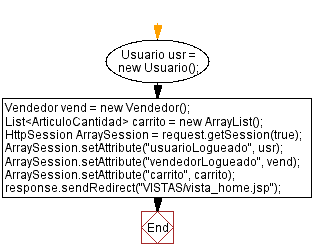 Usuario usr =
new Usuario();
Vendedor vend = new Vendedor();
List<ArticuloCantidad> carrito = new ArrayList();
HttpSession ArraySession = request.getSession(true);
ArraySession.setAttribute("usuarioLogueado", usr);
ArraySession.setAttribute("vendedorLogueado", vend);
ArraySession.setAttribute("carrito", carrito);
response.sendRedirect("VISTAS/vista_home.jsp");
End